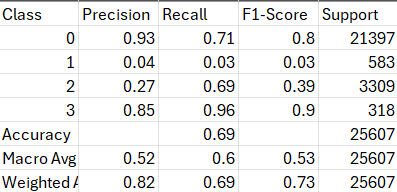 Class Precision Recall F1-Score Support
0 0.93 0.71 0.8 21397
1 0.04 0.03 0.03 583
2 0.27 0.69 0.39 3309
3 0.85 0.96 0.9 318
Accuracy 0.69 25607
Macro Avg 0.52 0.6 0.53 25607
Weighted A 0.82 0.69 0.73 25607